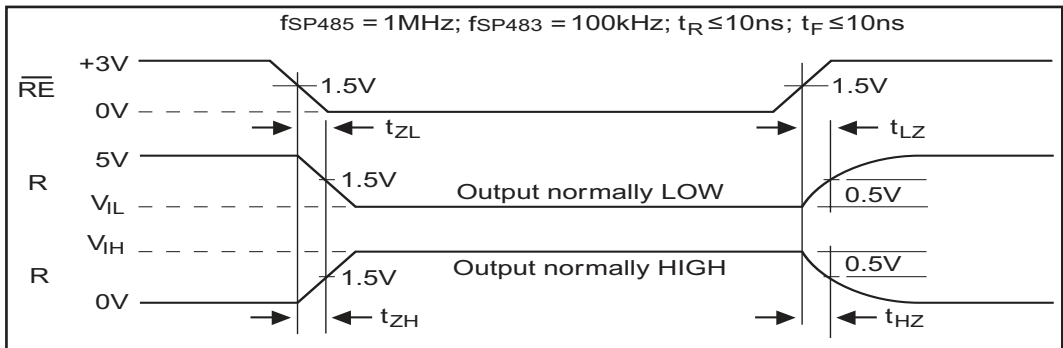 fSP485 = 1MHz; fSP483 = 100kHz; tR ≤ 10ns; tF ≤ 10ns
+3V
RE
1.5V
1.5V
0V
tZL
tLZ
5V
R
1.5V
Output normally LOW
0.5V
VIL
VIH
R
1.5V
Output normally HIGH
0.5V
0V
tZH
tHZ